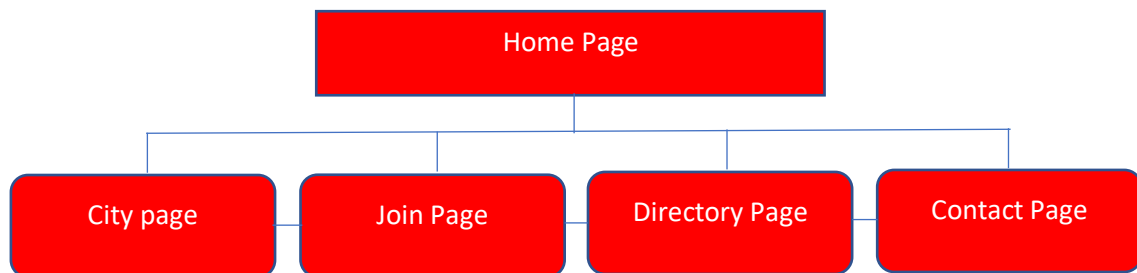 Home Page
City page
Join Page
Directory Page
Contact Page